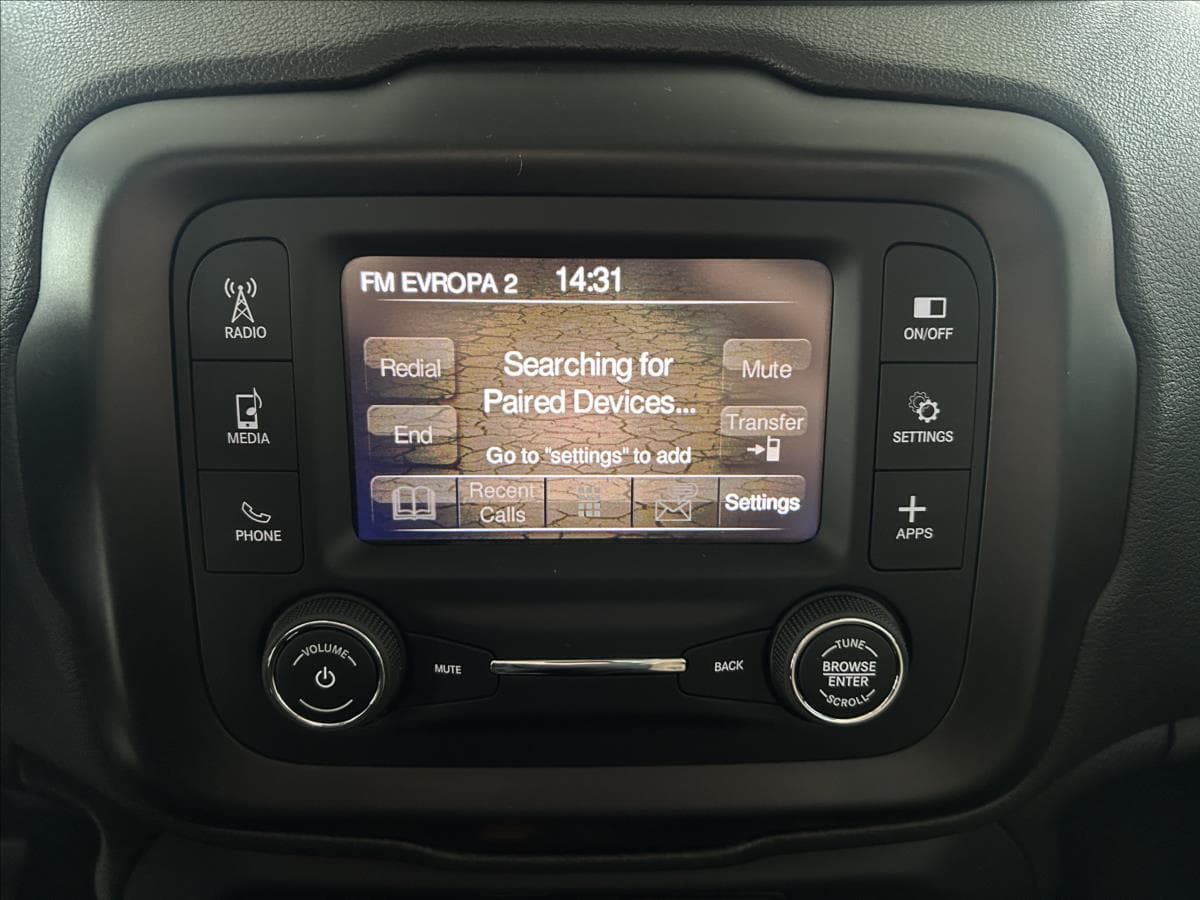 FM EVROPA 2 14:31
RADIO
MEDIA
PHONE
Redial
End
Searching for
Paired Devices...
Go to "settings" to add
Mute
Transfer
Recent
Calls
Settings
ON/OFF
SETTINGS
APPS
VOLUME
MUTE
BACK
TUNE
BROWSE
ENTER
SCROLL